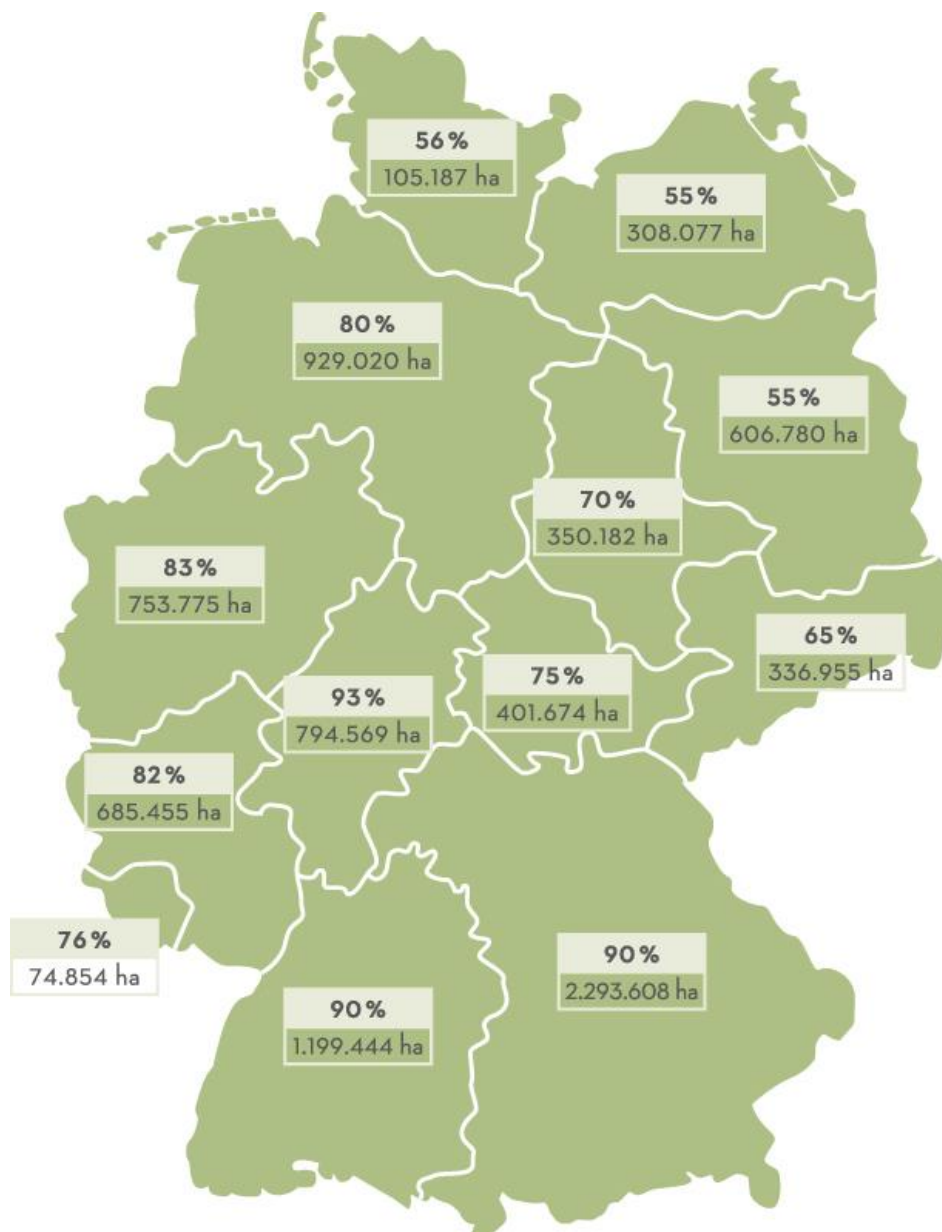 56%
105.187 ha
55%
308.077 ha
80%
929.020 ha
55%
606.780 ha
70%
350.182 ha
83%
753.775 ha
65%
336.955 ha
75%
401.674 ha
93%
794.569 ha
82%
685.455 ha
76%
74.854 ha
90%
2.293.608 ha
90%
1.199.444 ha